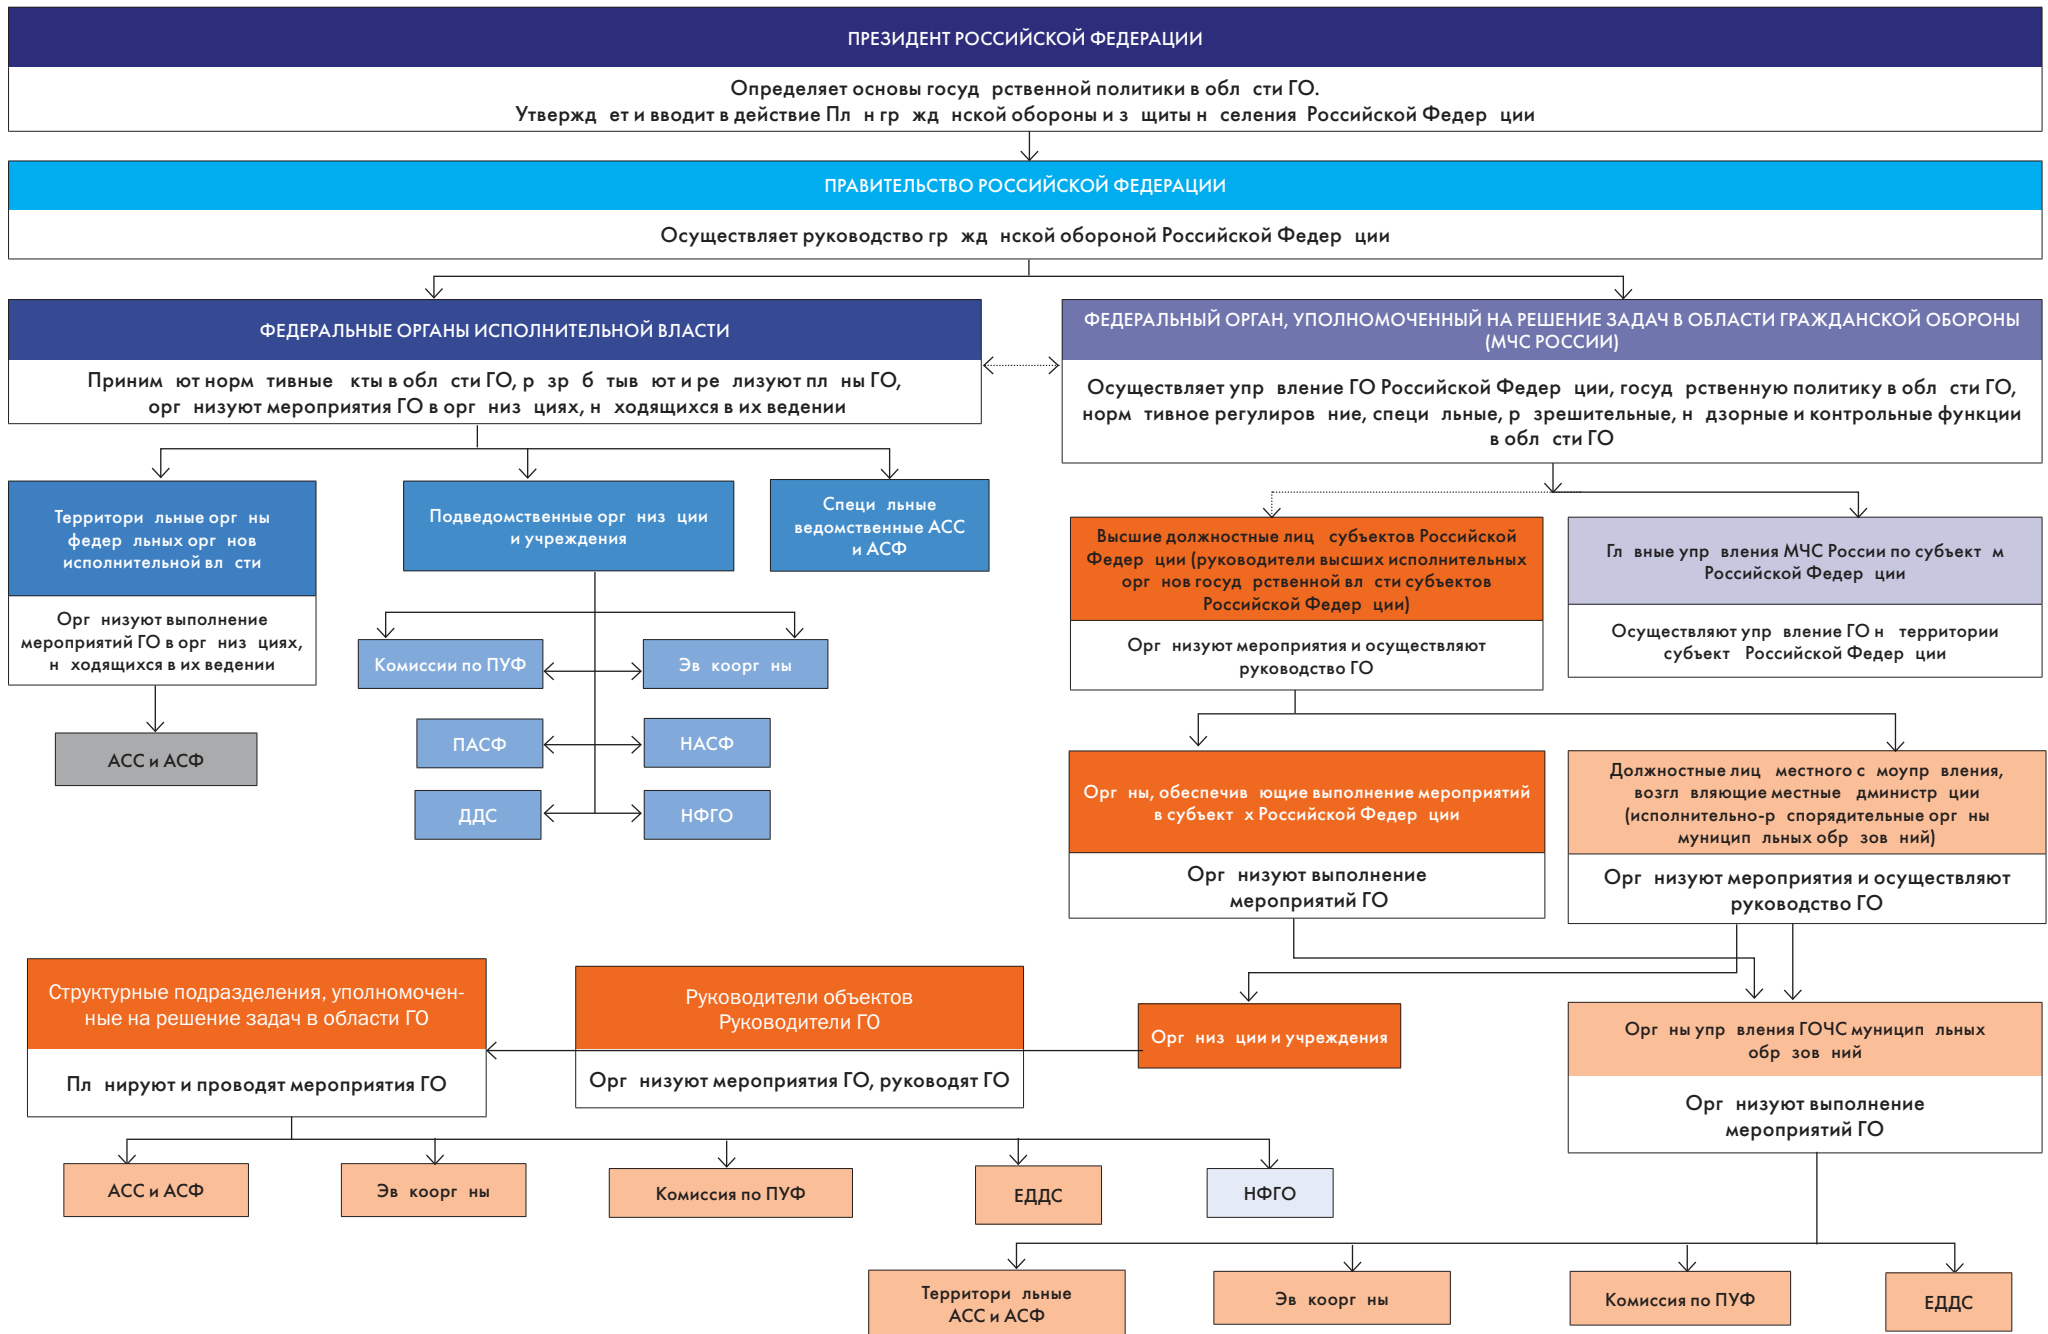 ПРЕЗИДЕНТ РОССИЙСКОЙ ФЕДЕРАЦИИ
Определяет основы госуд рственной политики в обл сти ГО.
Утвержд ет и вводит в действие Пл н гр жд нской обороны и з щиты н селения Российской Федер ции
ПРАВИТЕЛЬСТВО РОССИЙСКОЙ ФЕДЕРАЦИИ
Осуществляет руководство гр жд нской обороной Российской Федер ции
ФЕДЕРАЛЬНЫЕ ОРГАНЫ ИСПОЛНИТЕЛЬНОЙ ВЛАСТИ
Приним ют норм тивные кты в обл сти ГО, р зр б тыв ют и ре лизуют пл ны ГО,
орг низуют мероприятия ГО в орг низ циях, н ходящихся в их ведении
ФЕДЕРАЛЬНЫЙ ОРГАН, УПОЛНОМОЧЕННЫЙ НА РЕШЕНИЕ ЗАДАЧ В ОБЛАСТИ ГРАЖДАНСКОЙ ОБОРОНЫ
(МЧС РОССИИ)
Осуществляет упр вление ГО Российской Федер ции, госуд рственную политику в обл сти ГО,
норм тивное регулиров ние, специ льные, р зрешительные, н дзорные и контрольные функции
в обл сти ГО
Территори льные орг ны
федер льных орг нов
исполнительной вл сти
Орг низуют выполнение
мероприятий ГО в орг низ циях,
н ходящихся в их ведении
АСС и АСФ
Подведомственные орг низ ции
и учреждения
Специ льные
ведомственные АСС
и АСФ
Комиссии по ПУФ
Эв коорг ны
ПАСФ
НАСФ
ДДС
НФГО
Высшие должностные лиц субъектов Российской
Федер ции (руководители высших исполнительных
орг нов госуд рственной вл сти субъектов
Российской Федер ции)
Орг низуют мероприятия и осуществляют
руководство ГО
Гл вные упр вления МЧС России по субъект м
Российской Федер ции
Осуществляют упр вление ГО н территории
субъект Российской Федер ции
Орг ны, обеспечив ющие выполнение мероприятий
в субъект х Российской Федер ции
Орг низуют выполнение
мероприятий ГО
Должностные лиц местного с моупр вления,
возгл вляющие местные дминистр ции
(исполнительно-р спорядительные орг ны
муницип льных обр зов ний)
Орг низуют мероприятия и осуществляют
руководство ГО
Структурные подразделения, уполномочен-
ные на решение задач в области ГО
Пл нируют и проводят мероприятия ГО
Руководители объектов
Руководители ГО
Орг низуют мероприятия ГО, руководят ГО
Орг низ ции и учреждения
Орг ны упр вления ГОЧС муницип льных
обр зов ний
Орг низуют выполнение
мероприятий ГО
АСС и АСФ
Эв коорг ны
Комиссия по ПУФ
ЕДДС
НФГО
Территори льные
АСС и АСФ
Эв коорг ны
Комиссия по ПУФ
ЕДДС